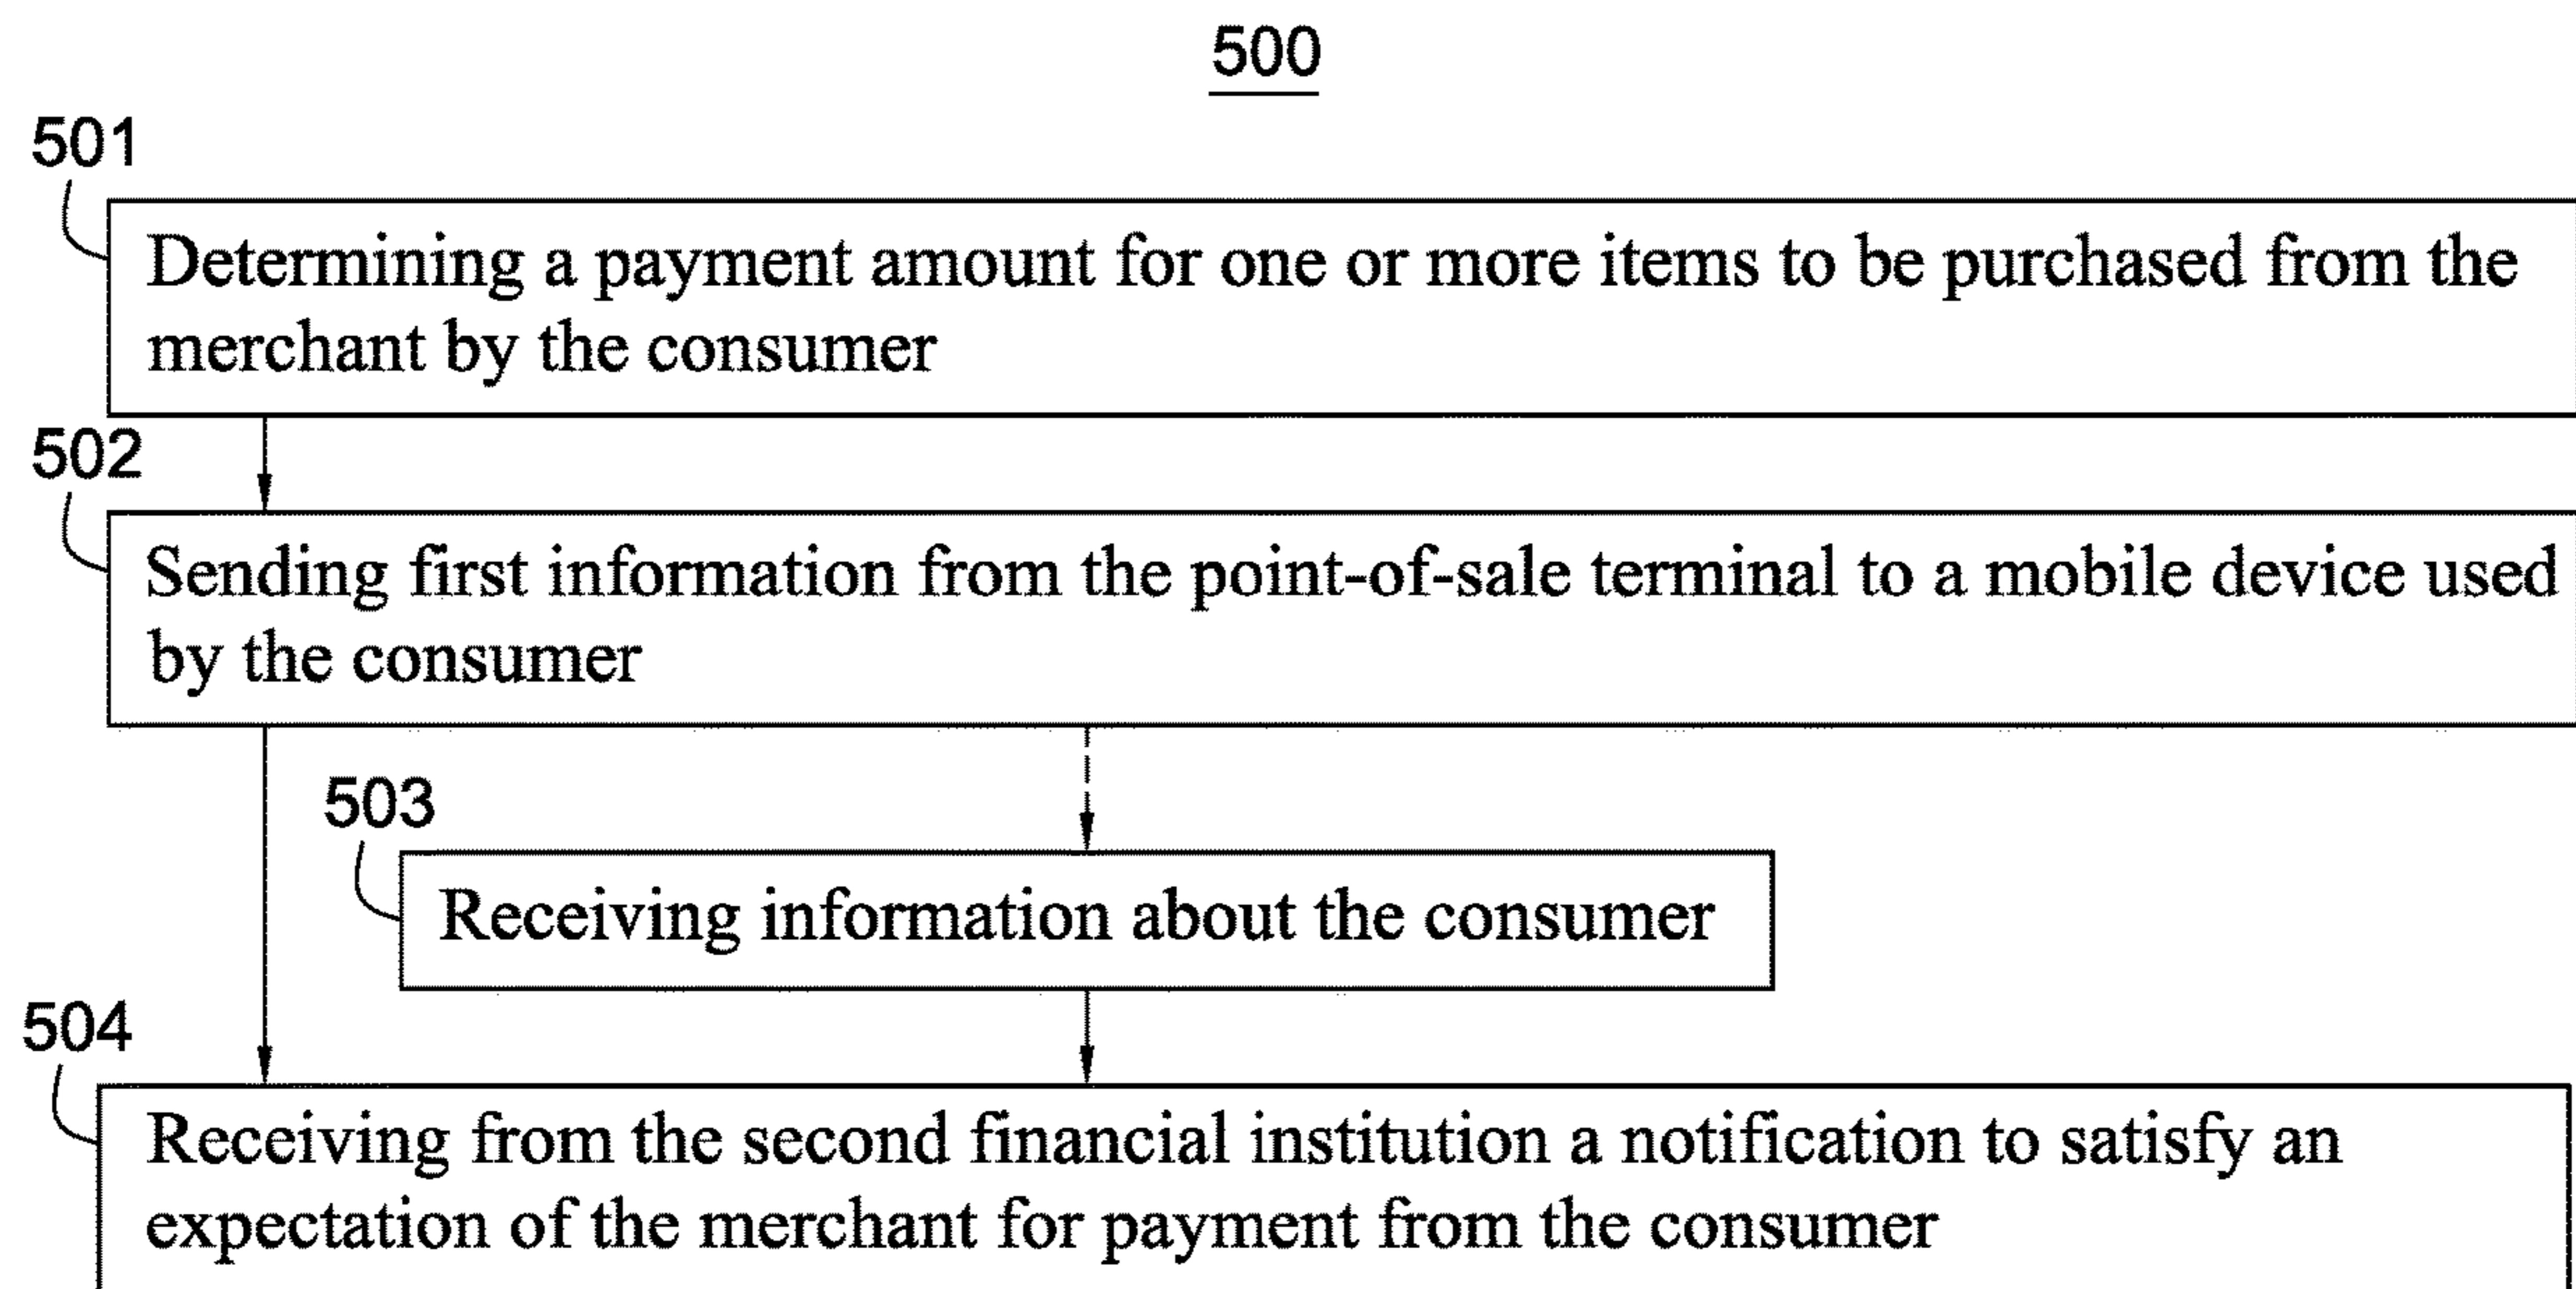 500
501
Determining a payment amount for one or more items to be purchased from the
merchant by the consumer
502
Sending first information from the point-of-sale terminal to a mobile device used
by the consumer
503
Receiving information about the consumer
504
Receiving from the second financial institution a notification to satisfy an
expectation of the merchant for payment from the consumer